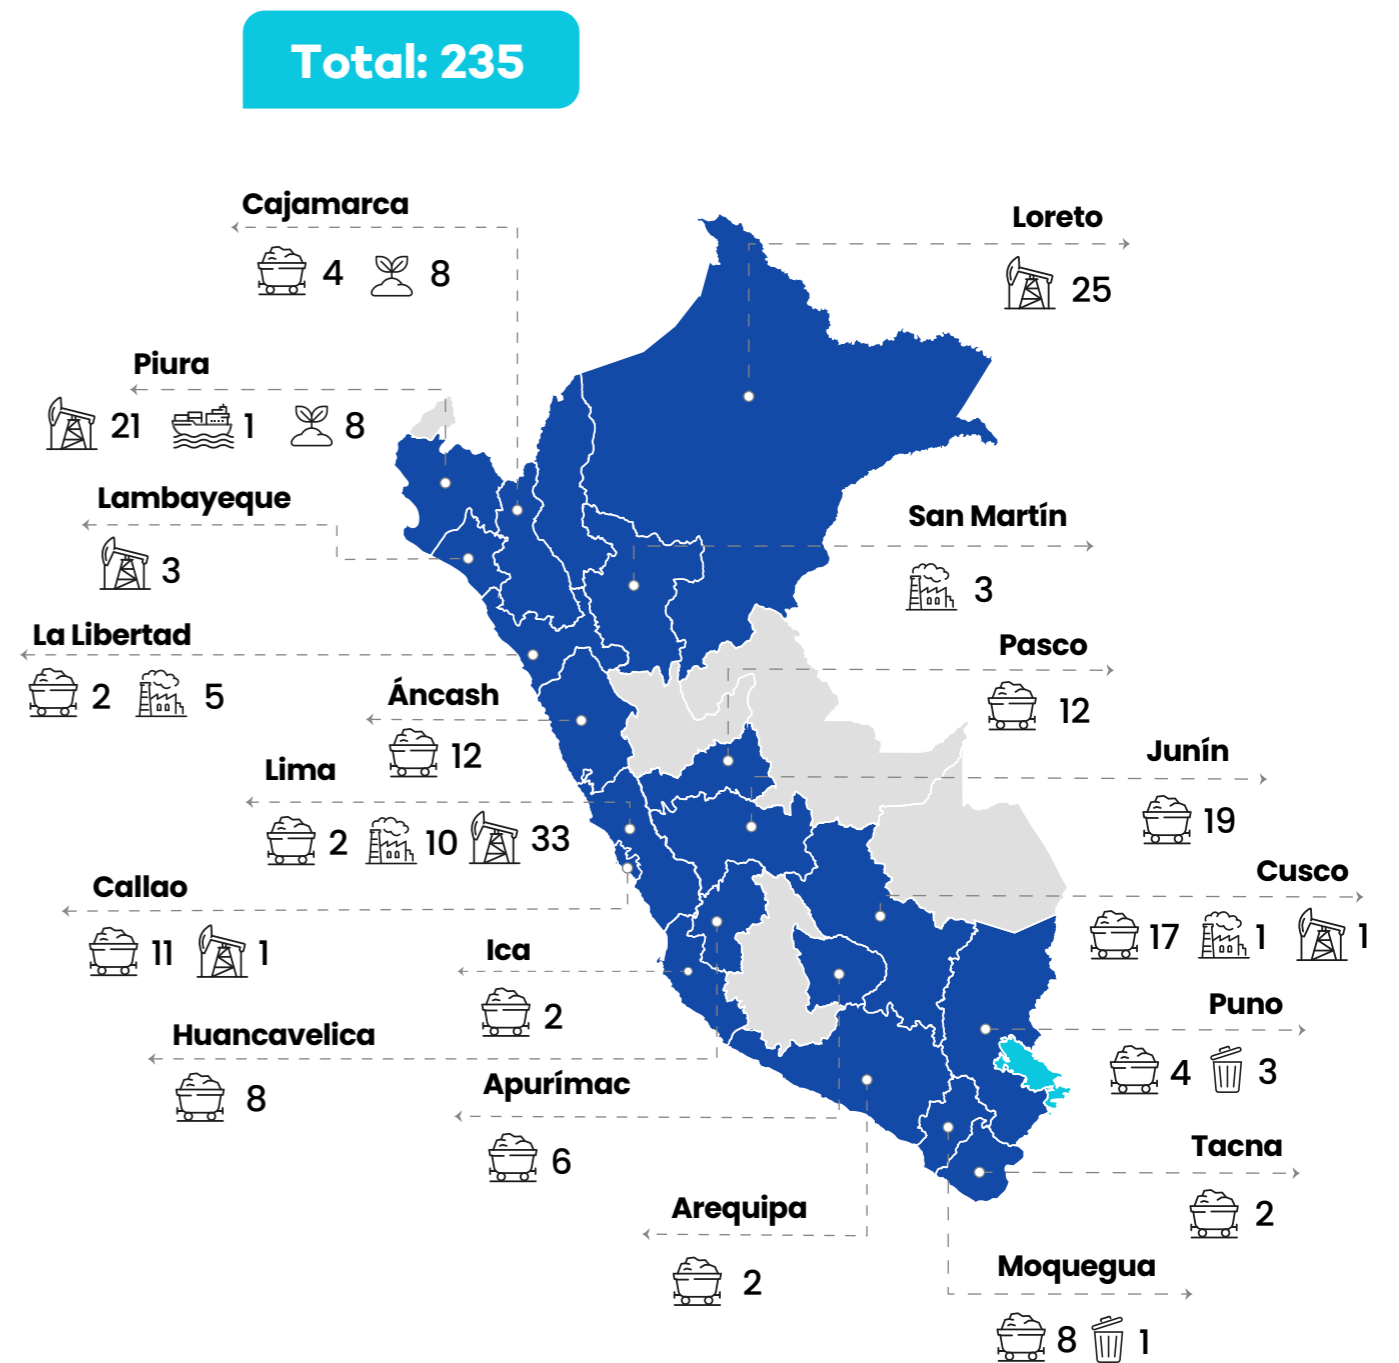 Total: 235
Cajamarca
4 8
Loreto
25
Piura
21 1 8
Lambayeque
3
San Martín
3
La Libertad
2 5
Pasco
12
Áncash
12
Junín
19
Lima
2 10 33
Cusco
17 1 1
Callao
11 1
Ica
2
Puno
4 3
Huancavelica
8
Apurímac
6
Tacna
2
Arequipa
2
Moquegua
8 1